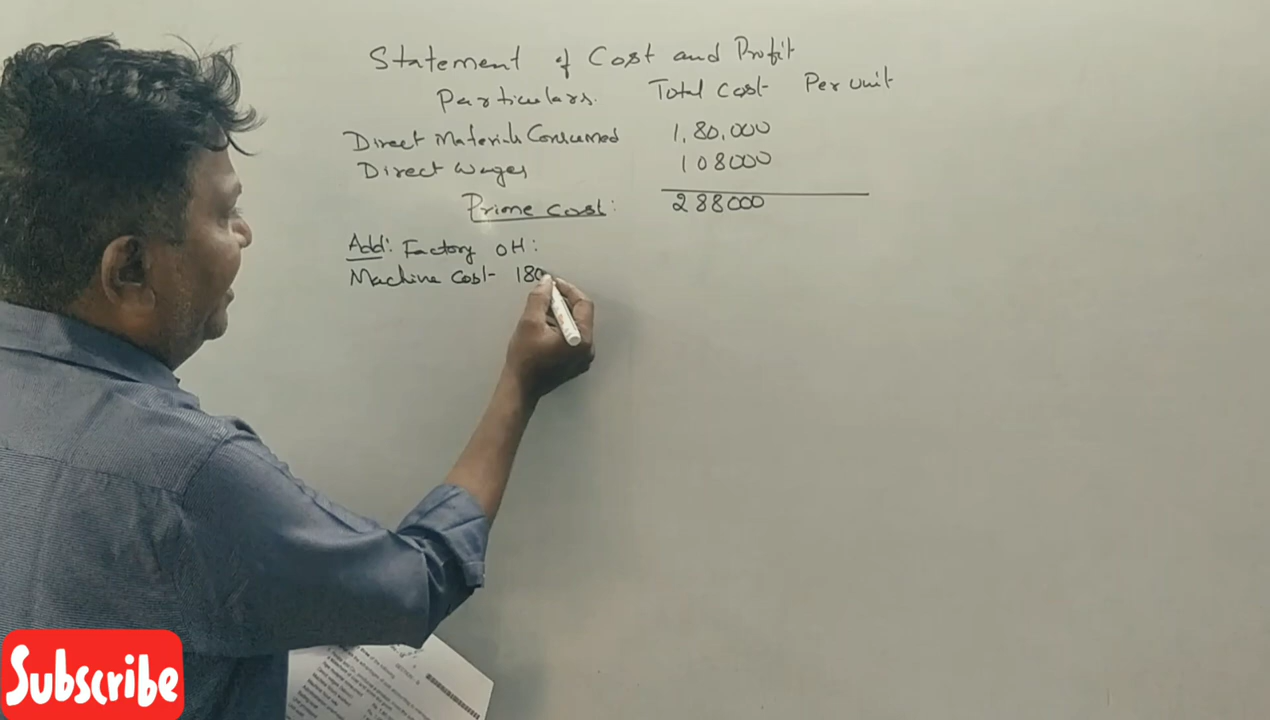 Statement of Cost and Profit
Particulars. Total Cost Per Unit
Direct Materials Consumed 1,80,000
Direct Wages 108000
Prime Cost: 288000
Add: Factory OH:
Machine Cost- 180
Subscribe